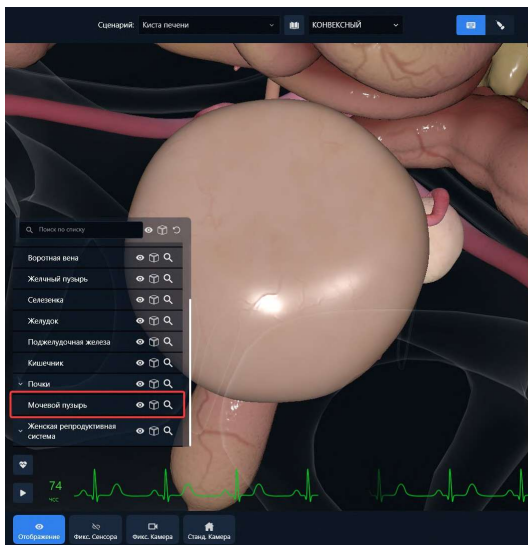 Сценарий: Киста печени
КОНВЕКСНЫЙ
Поиск по списку
Воротная вена
Желчный пузырь
Селезенка
Желудок
Поджелудочная железа
Кишечник
Почки
Мочевой пузырь
Женская репродуктивная
система
74
ЧСС
Отображение
Фикс. Сенсора
Фикс. Камера
Станд. Камера